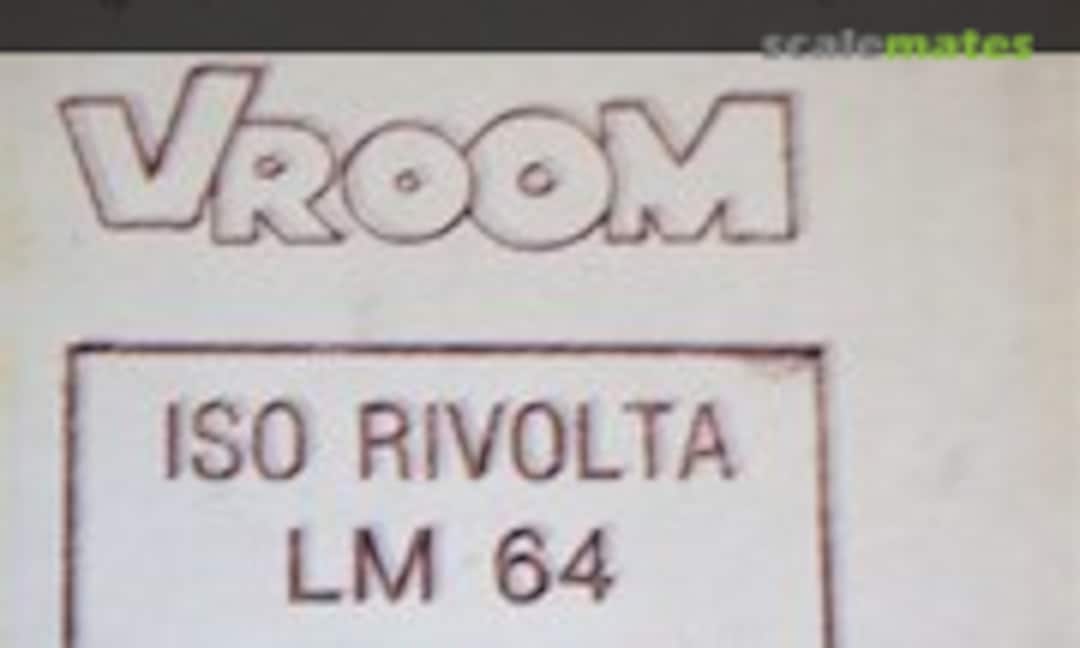 scalemates
VROOM
ISO RIVOLTA
LM 64